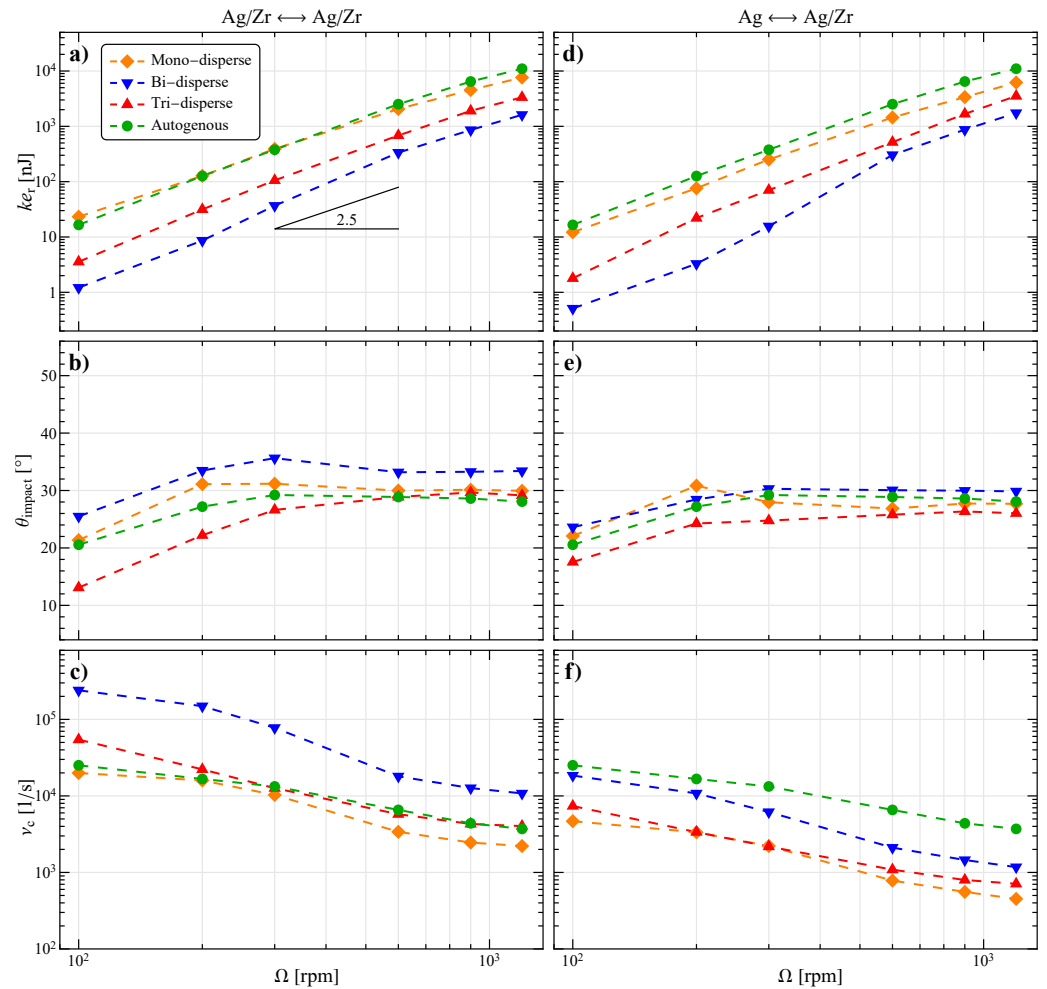 Ag/Zr ⟷ Ag/Zr
Ag ⟷ Ag/Zr
a)
Mono−disperse
Bi−disperse
Tri−disperse
Autogenous
2.5
ke_r [nJ]
10^4
10^3
10^2
10
1
d)
b)
θ_impact [°]
50
40
30
20
10
e)
c)
ν_c [1/s]
10^5
10^4
10^3
10^2
f)
10^2
10^3
10^2
10^3
Ω [rpm]
Ω [rpm]